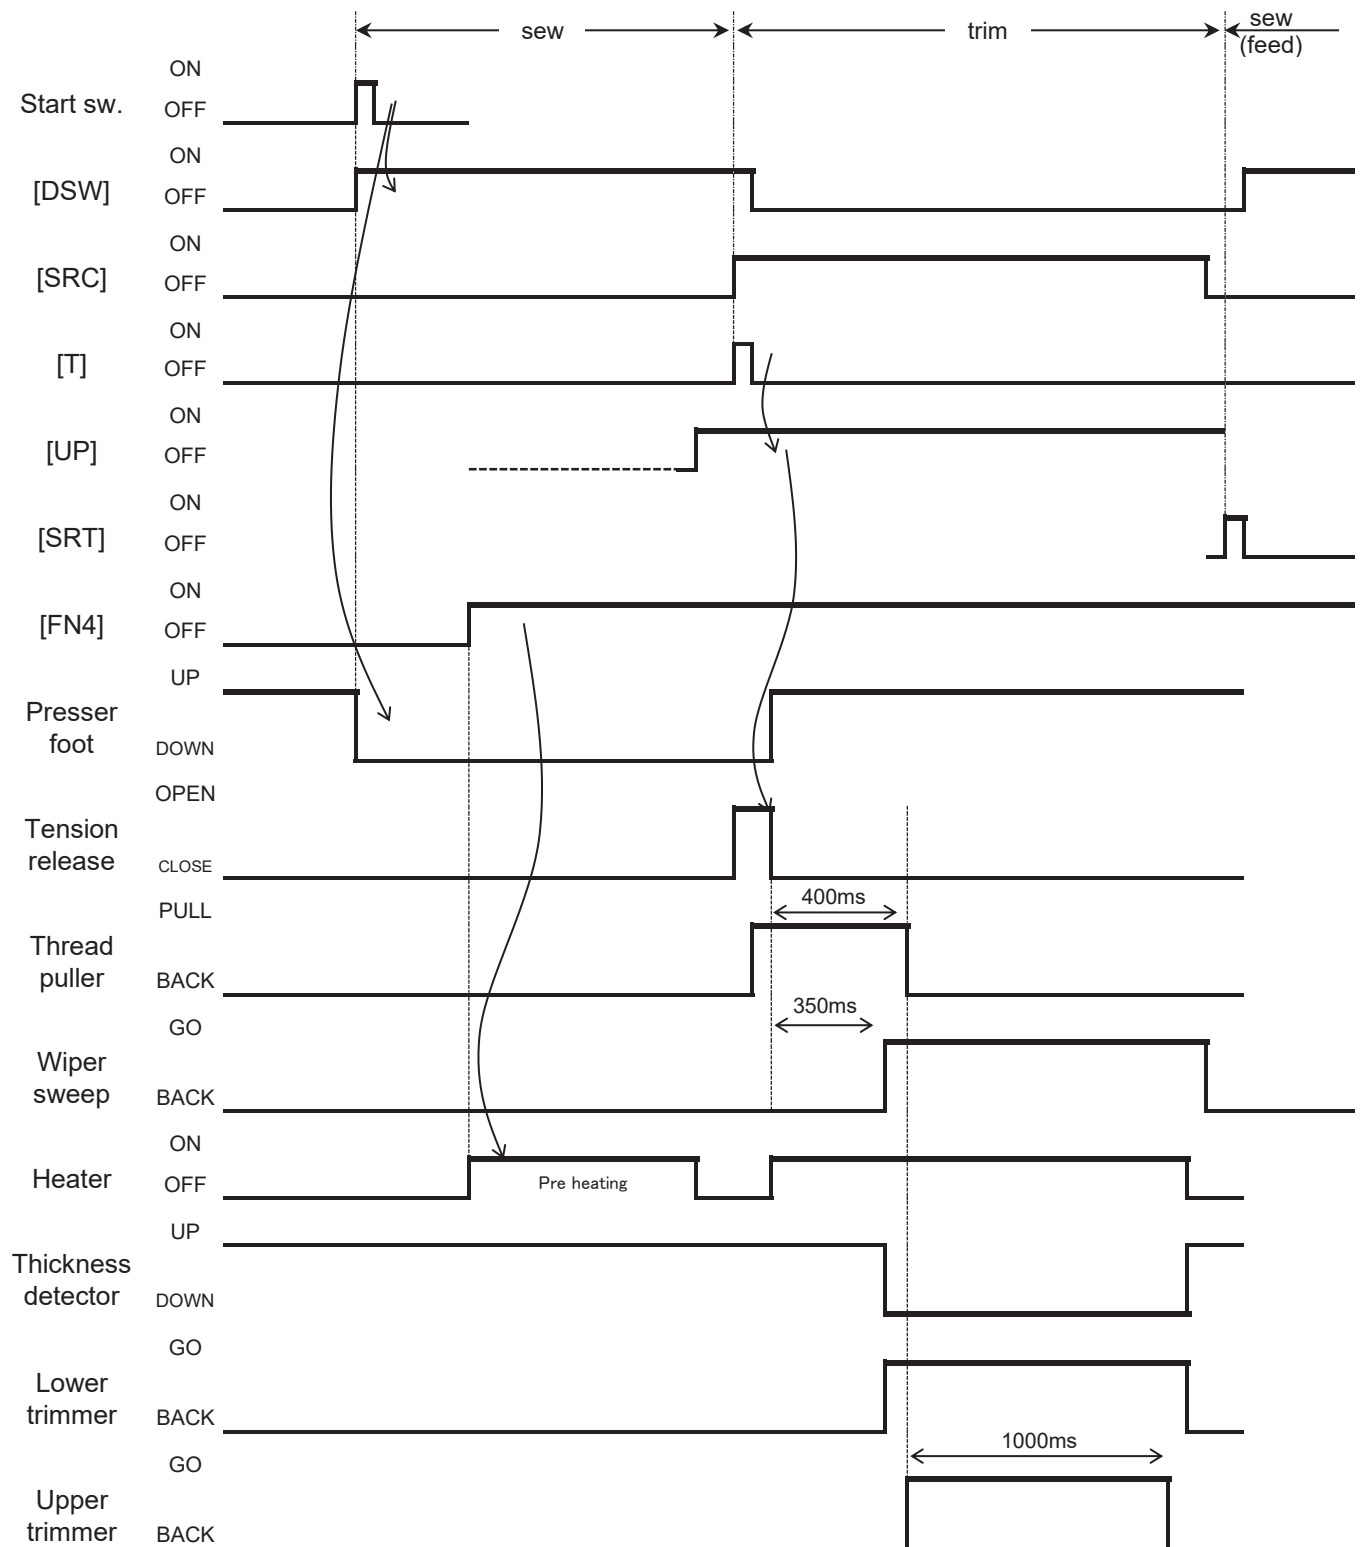 sew
trim
sew
(feed)
ON
Start sw.
OFF
ON
[DSW]
OFF
ON
[SRC]
OFF
ON
[T]
OFF
ON
[UP]
OFF
ON
[SRT]
OFF
ON
[FN4]
OFF
UP
Presser
foot
DOWN
OPEN
Tension
release
CLOSE
PULL
400ms
Thread
puller
BACK
350ms
GO
Wiper
sweep
BACK
ON
Heater
OFF
Pre heating
UP
Thickness
detector
DOWN
GO
Lower
trimmer
BACK
1000ms
GO
Upper
trimmer
BACK